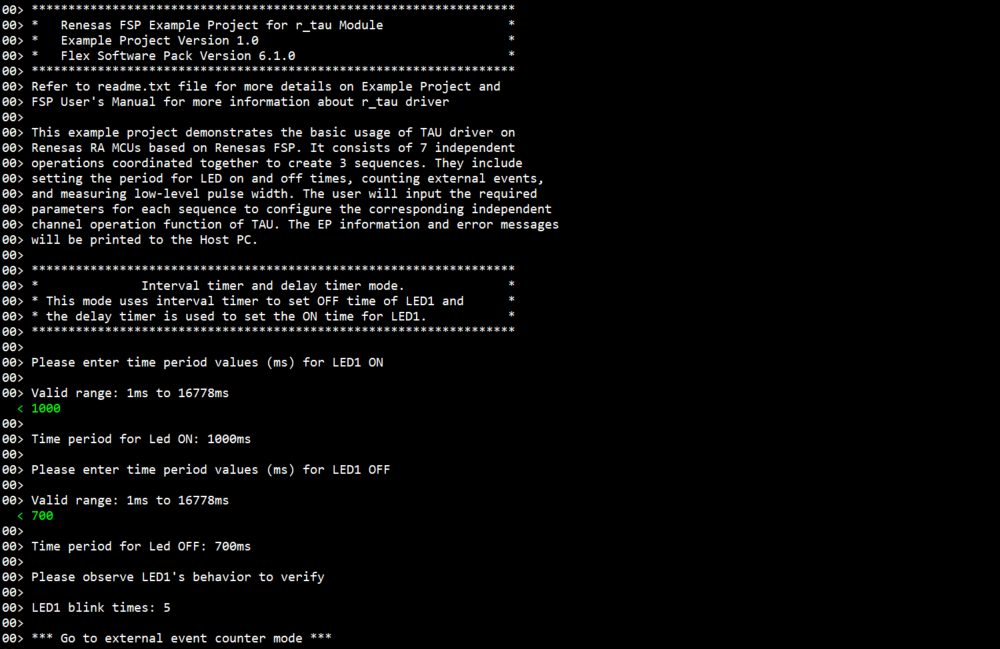 00> ******************************************************************
00> *   Renesas FSP Example Project for r_tau Module                 *
00> *   Example Project Version 1.0                                  *
00> *   Flex Software Pack Version 6.1.0                             *
00> ******************************************************************
00> Refer to readme.txt file for more details on Example Project and
00> FSP User's Manual for more information about r_tau driver
00>
00> This example project demonstrates the basic usage of TAU driver on
00> Renesas RA MCUs based on Renesas FSP. It consists of 7 independent
00> operations coordinated together to create 3 sequences. They include
00> setting the period for LED on and off times, counting external events,
00> and measuring low-level pulse width. The user will input the required
00> parameters for each sequence to configure the corresponding independent
00> channel operation function of TAU. The EP information and error messages
00> will be printed to the Host PC.
00>
00> ******************************************************************
00> *              Interval timer and delay timer mode.              *
00> * This mode uses interval timer to set OFF time of LED1 and      *
00> * the delay timer is used to set the ON time for LED1.           *
00> ******************************************************************
00>
00> Please enter time period values (ms) for LED1 ON
00>
00> Valid range: 1ms to 16778ms
< 1000
00>
00> Time period for Led ON: 1000ms
00>
00> Please enter time period values (ms) for LED1 OFF
00>
00> Valid range: 1ms to 16778ms
< 700
00>
00> Time period for Led OFF: 700ms
00>
00> Please observe LED1's behavior to verify
00>
00> LED1 blink times: 5
00>
00> *** Go to external event counter mode ***